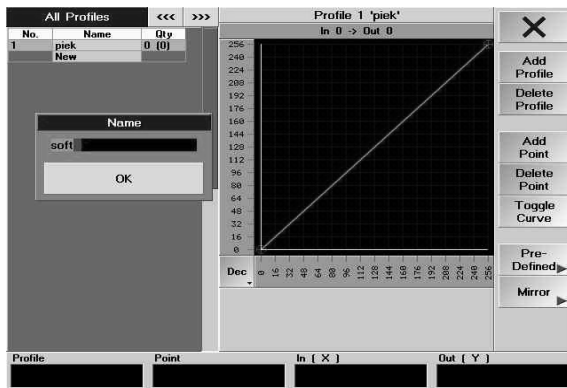 All Profiles <<< >>>
No. Name Qty
1 piek 0 (0)
New
Name
soft
OK
Profile 1 'piek'
In 0 -> Out 0
256
240
224
208
192
176
160
144
128
112
96
80
64
48
32
16
0
Dec 0 16 32 48 64 80 96 112 128 144 160 176 192 208 224 240 256
Add
Profile
Delete
Profile
Add
Point
Delete
Point
Toggle
Curve
Pre-
Defined
Mirror
Profile Point In ( X ) Out ( Y )